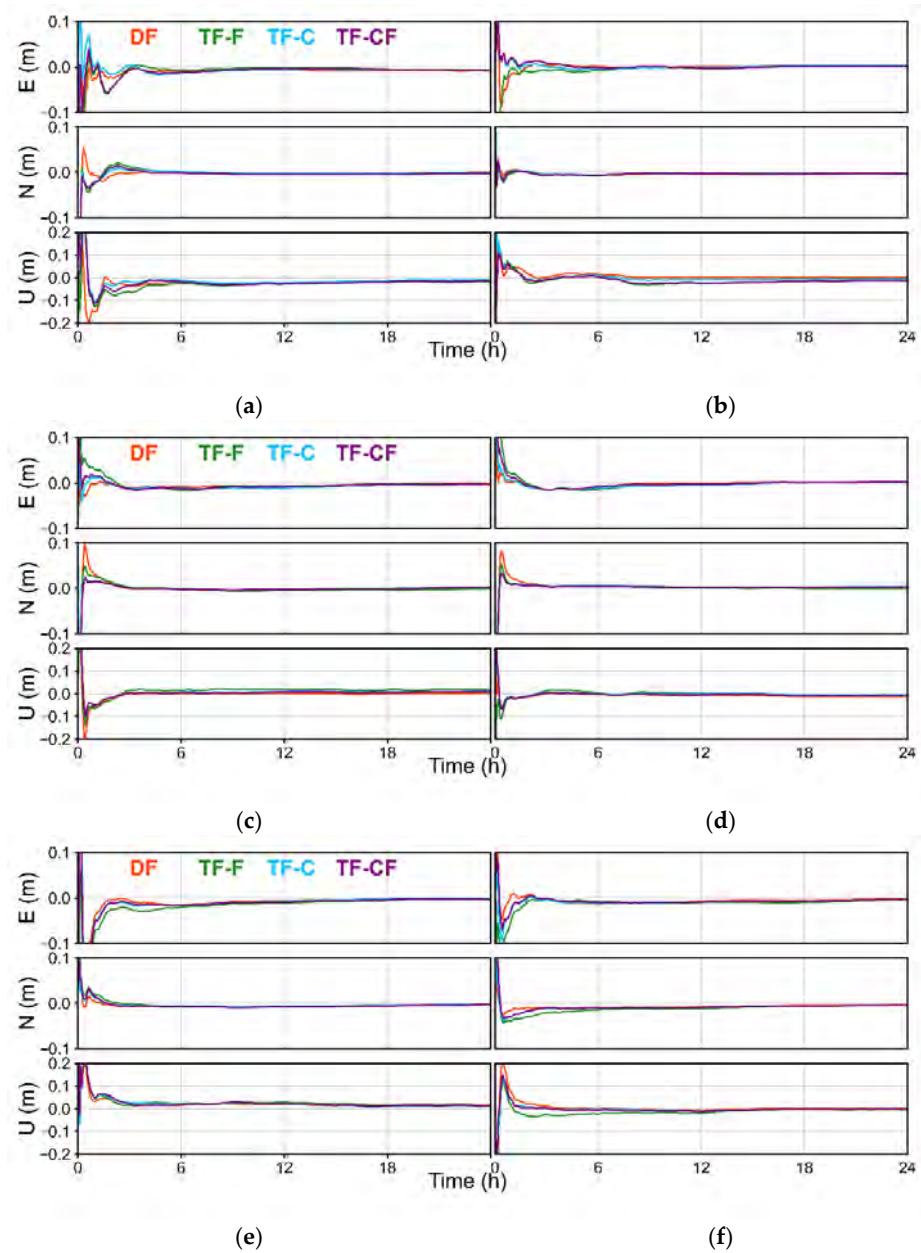 DF TF-F TF-C TF-CF
E (m) 0.1 0.0 −0.1
N (m) 0.1 0.0 −0.1
U (m) 0.2 0.1 0.0 −0.1 −0.2
0 6 12 18 0 6 12 18 24
Time (h)
(a) (b)
DF TF-F TF-C TF-CF
E (m) 0.1 0.0 −0.1
N (m) 0.1 0.0 −0.1
U (m) 0.2 0.1 0.0 −0.1 −0.2
0 6 12 18 0 6 12 18 24
Time (h)
(c) (d)
DF TF-F TF-C TF-CF
E (m) 0.1 0.0 −0.1
N (m) 0.1 0.0 −0.1
U (m) 0.2 0.1 0.0 −0.1 −0.2
0 6 12 18 0 6 12 18 24
Time (h)
(e) (f)